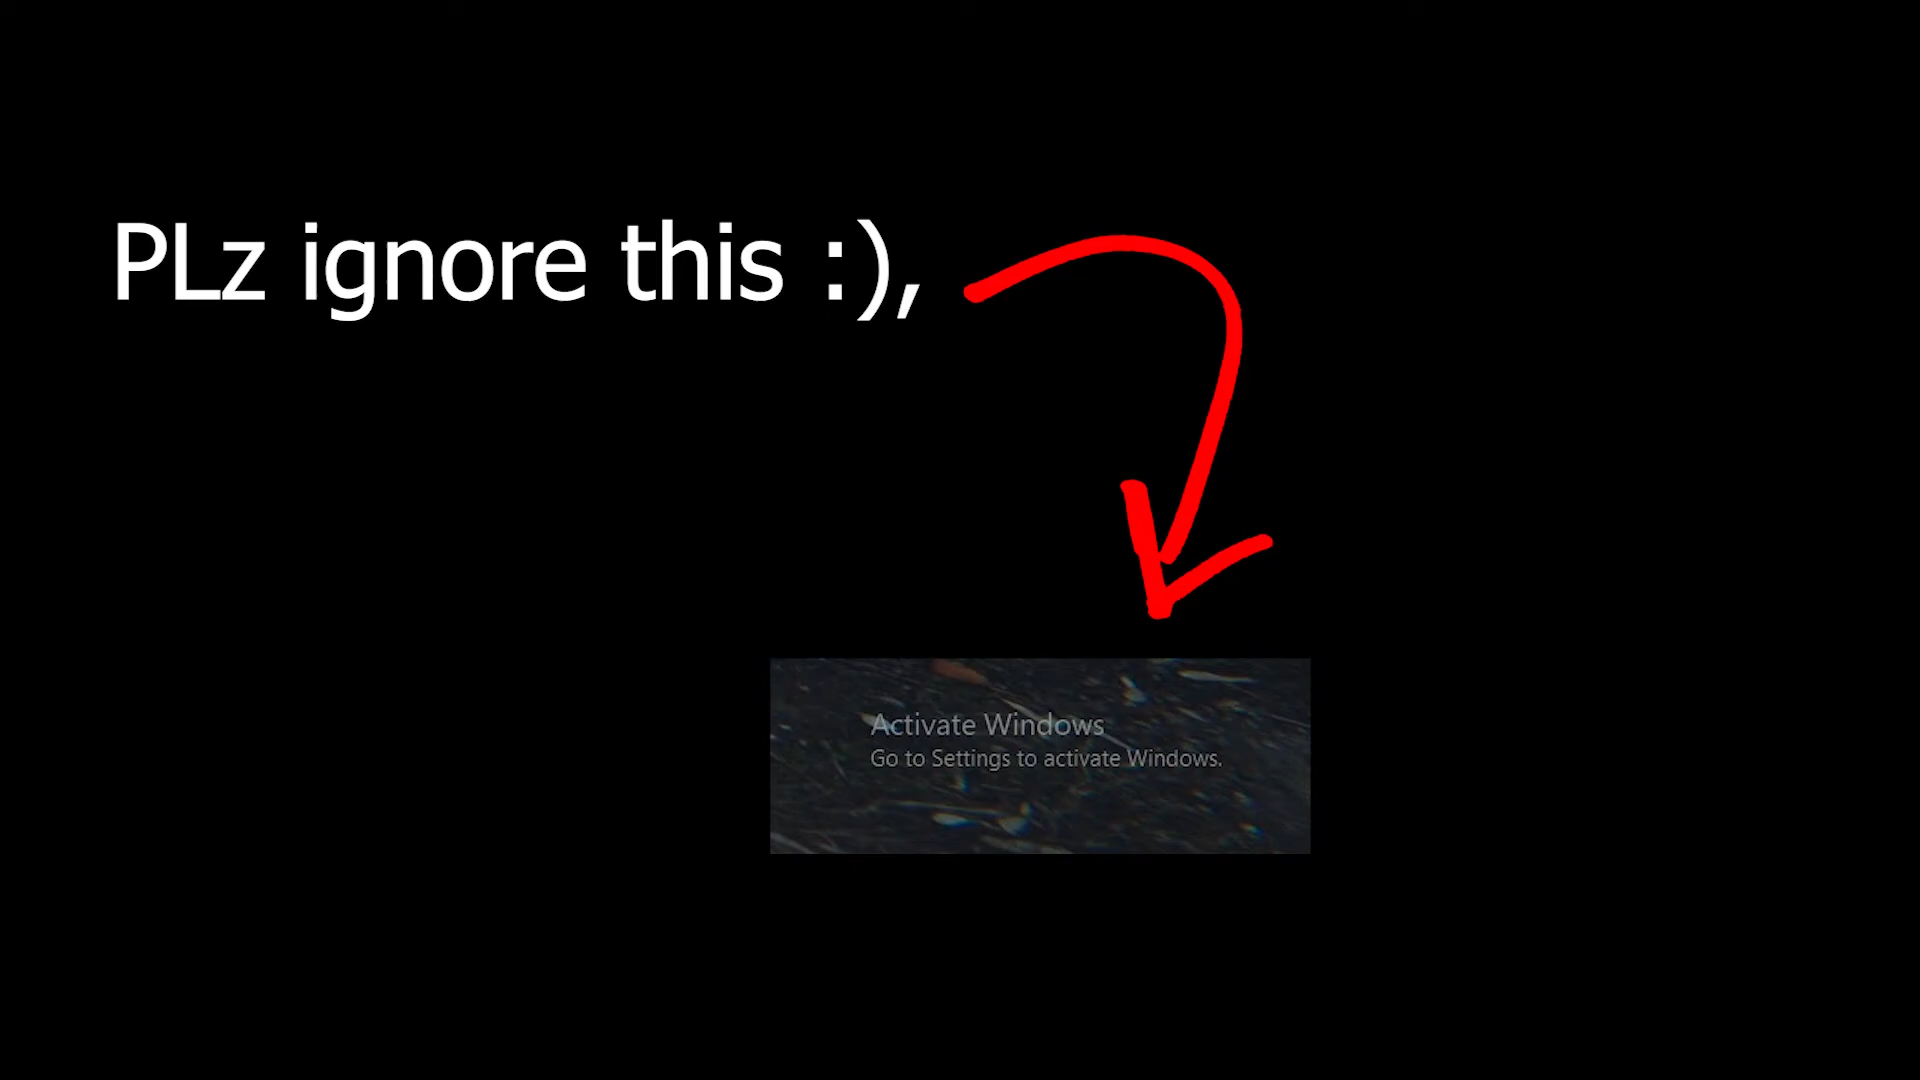 PLz ignore this :),
Activate Windows
Go to Settings to activate Windows.